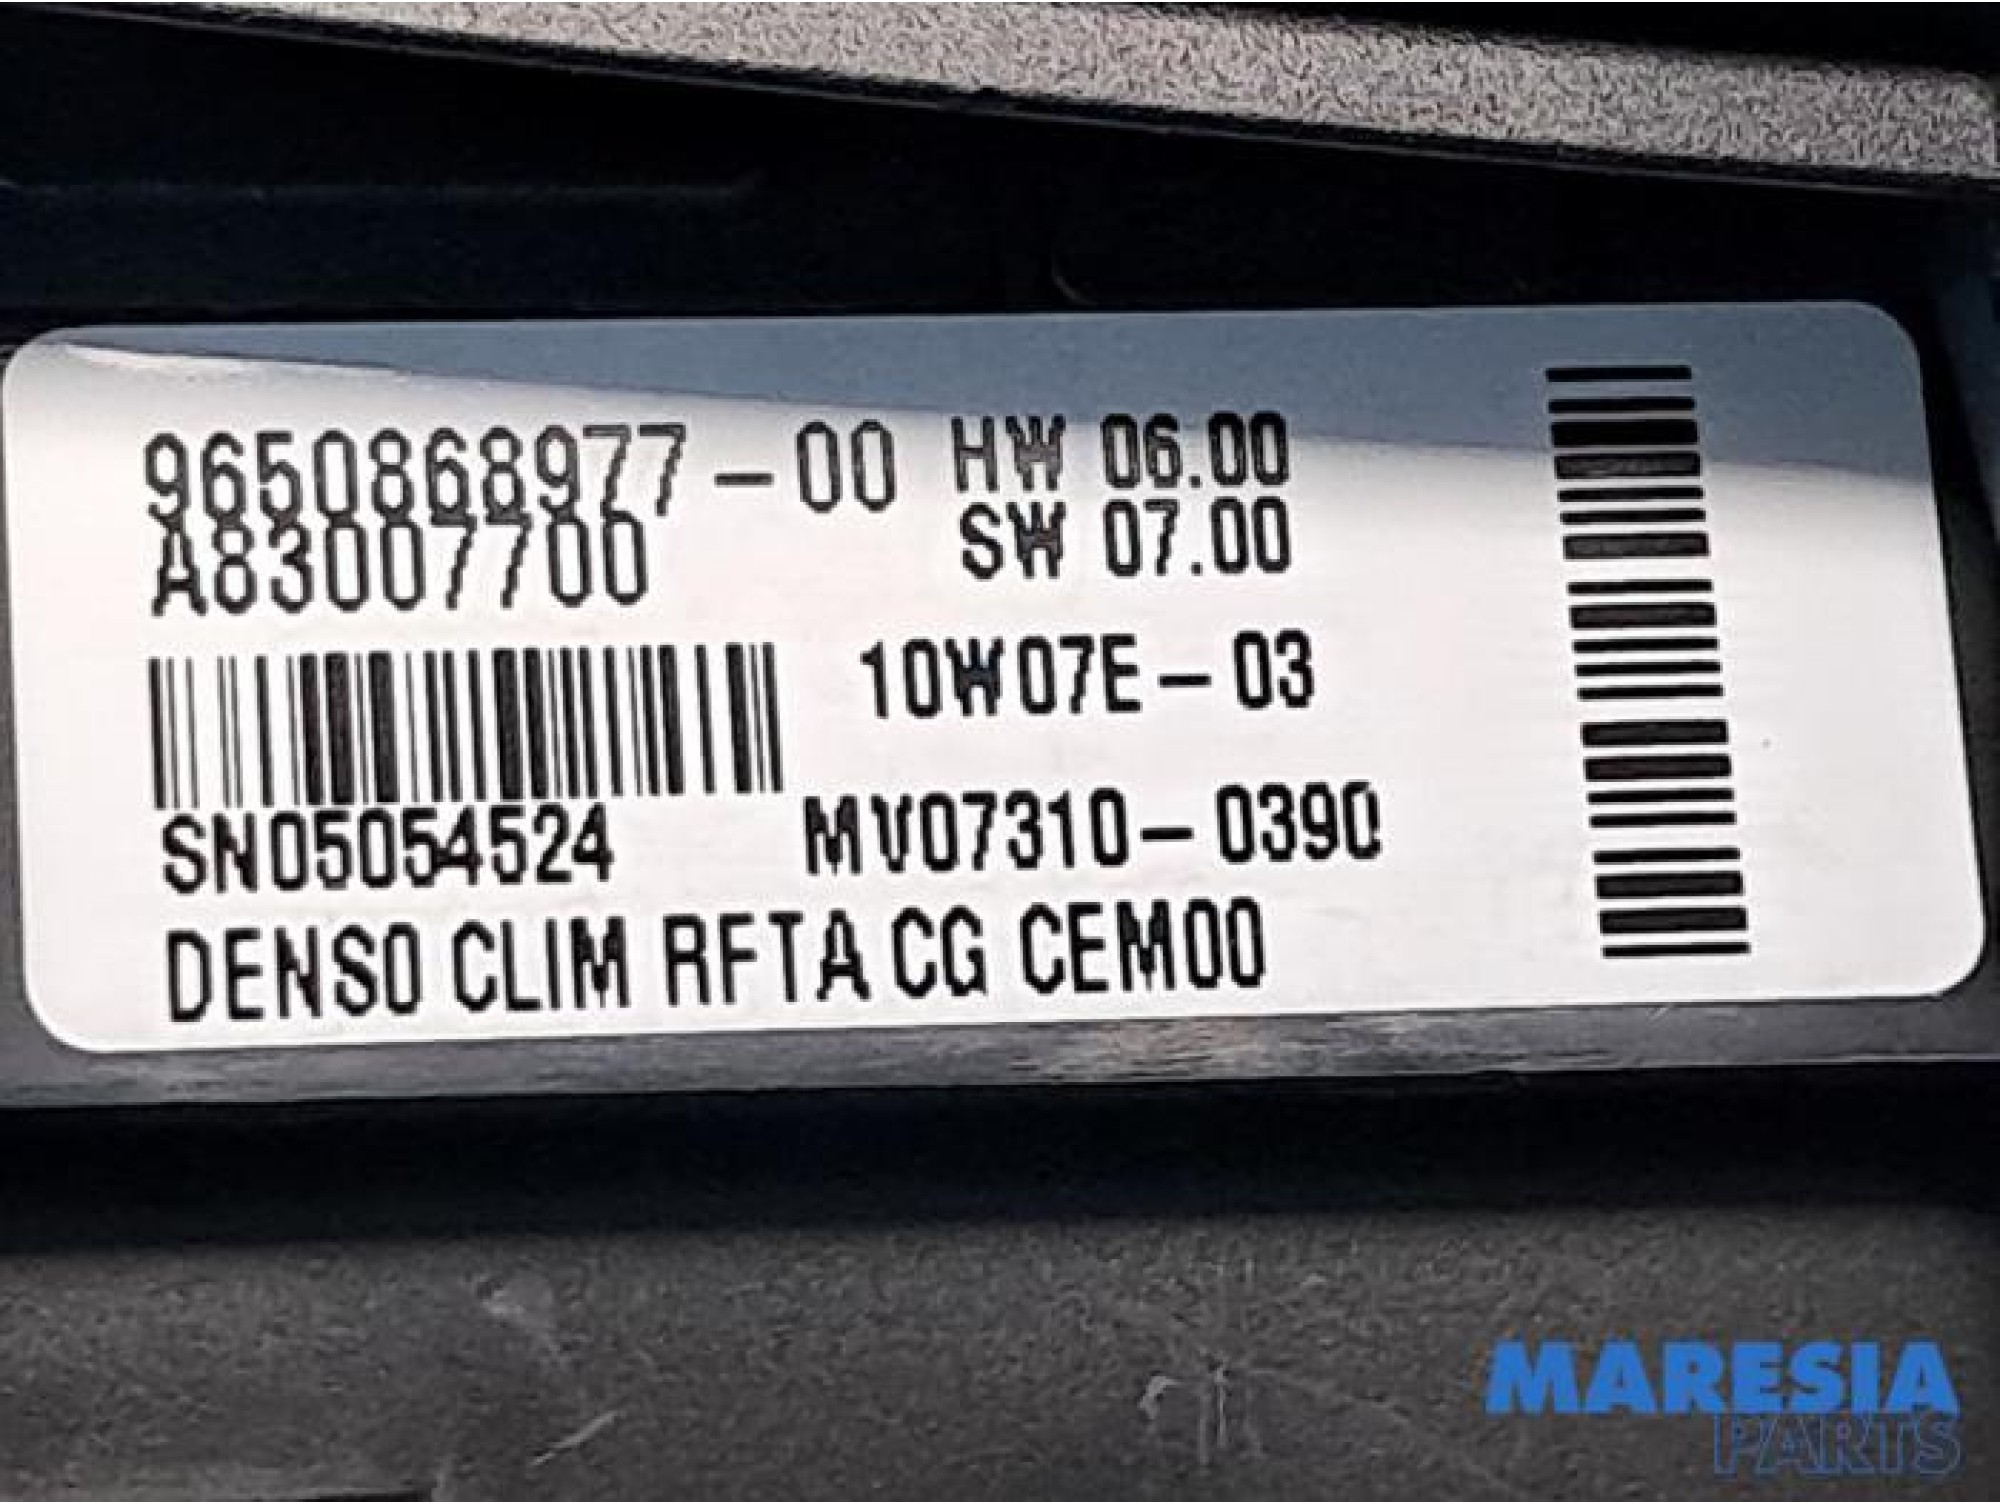 9650868977-00 HW 06.00
A83007700 SW 07.00
10W07E-03
SN05054524 MV07310-0390
DENSO CLIM RFTA CG CEM00
MARESIA
PARTS